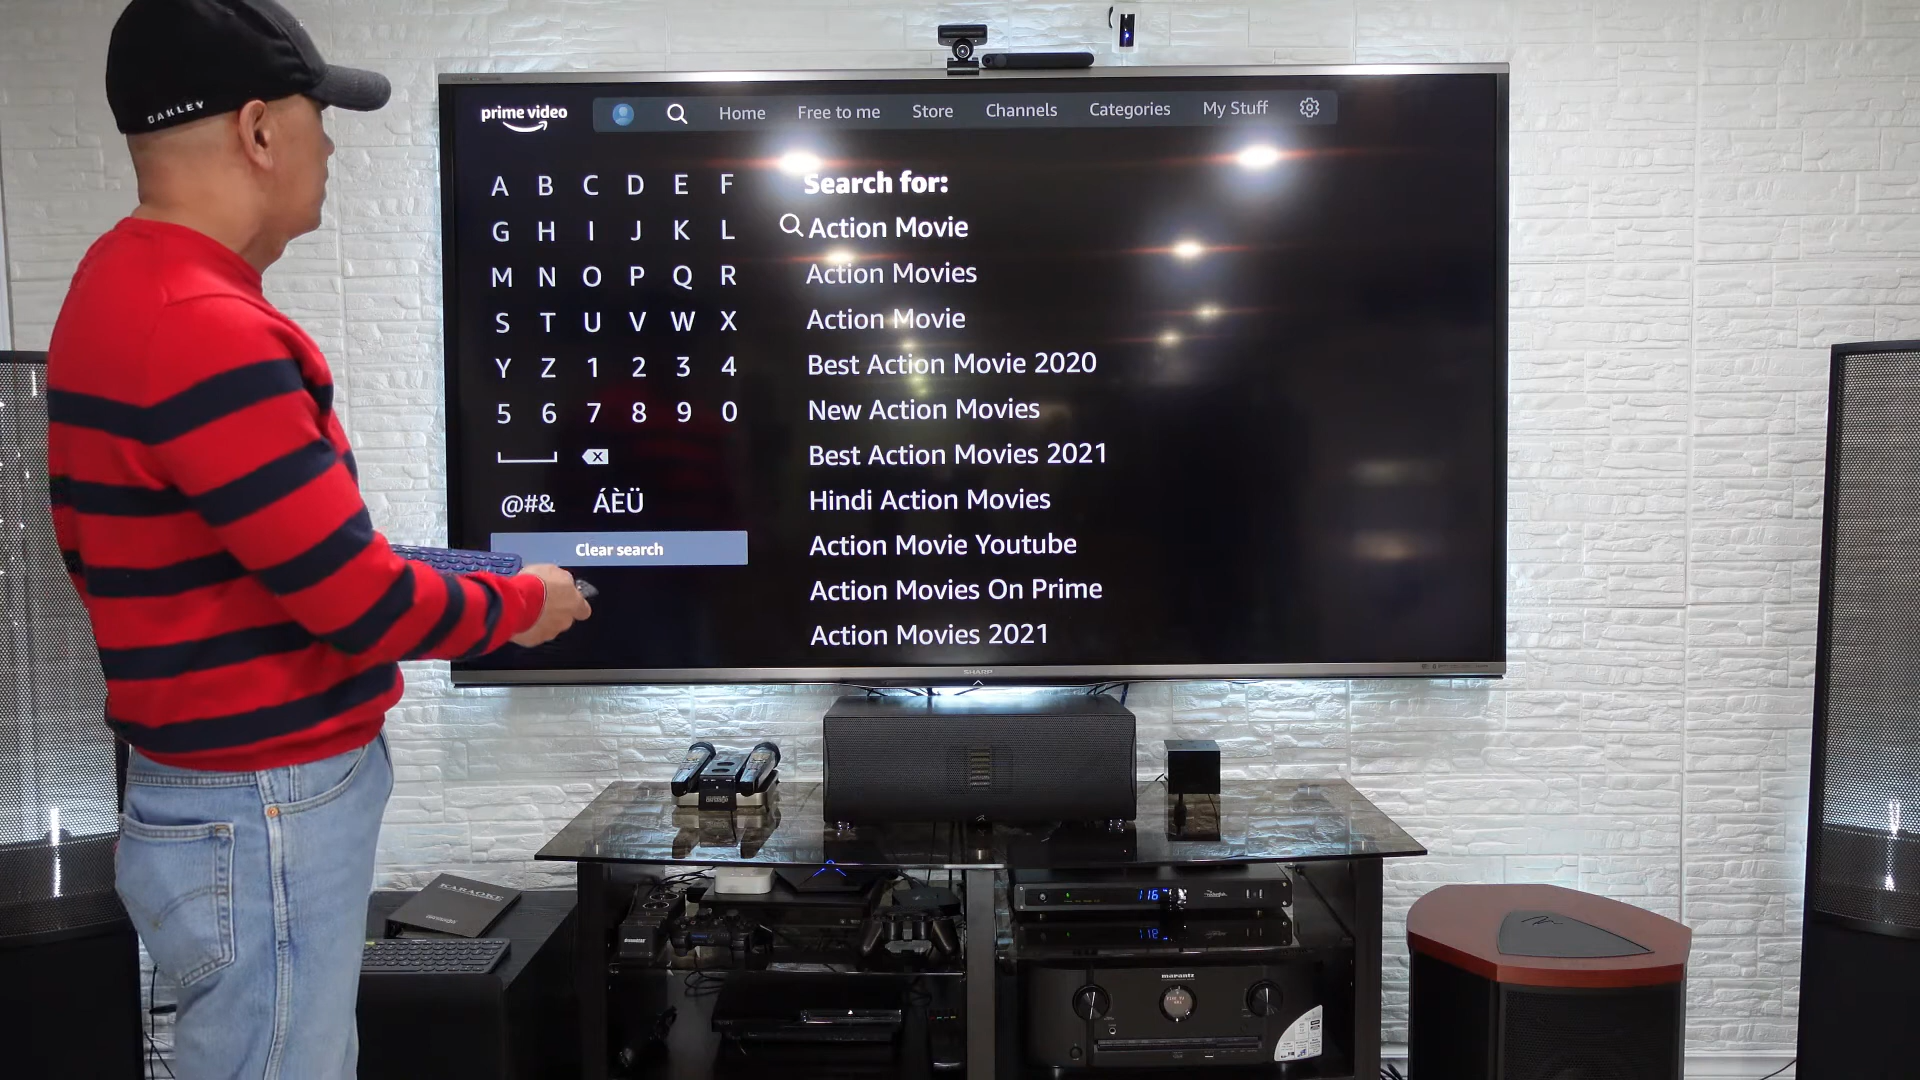 OAKLEY
prime video
Home Free to me Store Channels Categories My Stuff
A B C D E F
G H I J K L
M N O P Q R
S T U V W X
Y Z 1 2 3 4
5 6 7 8 9 0
@#& ÁÈÜ
Clear search
Search for:
Action Movie
Action Movies
Action Movie
Best Action Movie 2020
New Action Movies
Best Action Movies 2021
Hindi Action Movies
Action Movie Youtube
Action Movies On Prime
Action Movies 2021
SHARP
KARAOKE
116
marantz